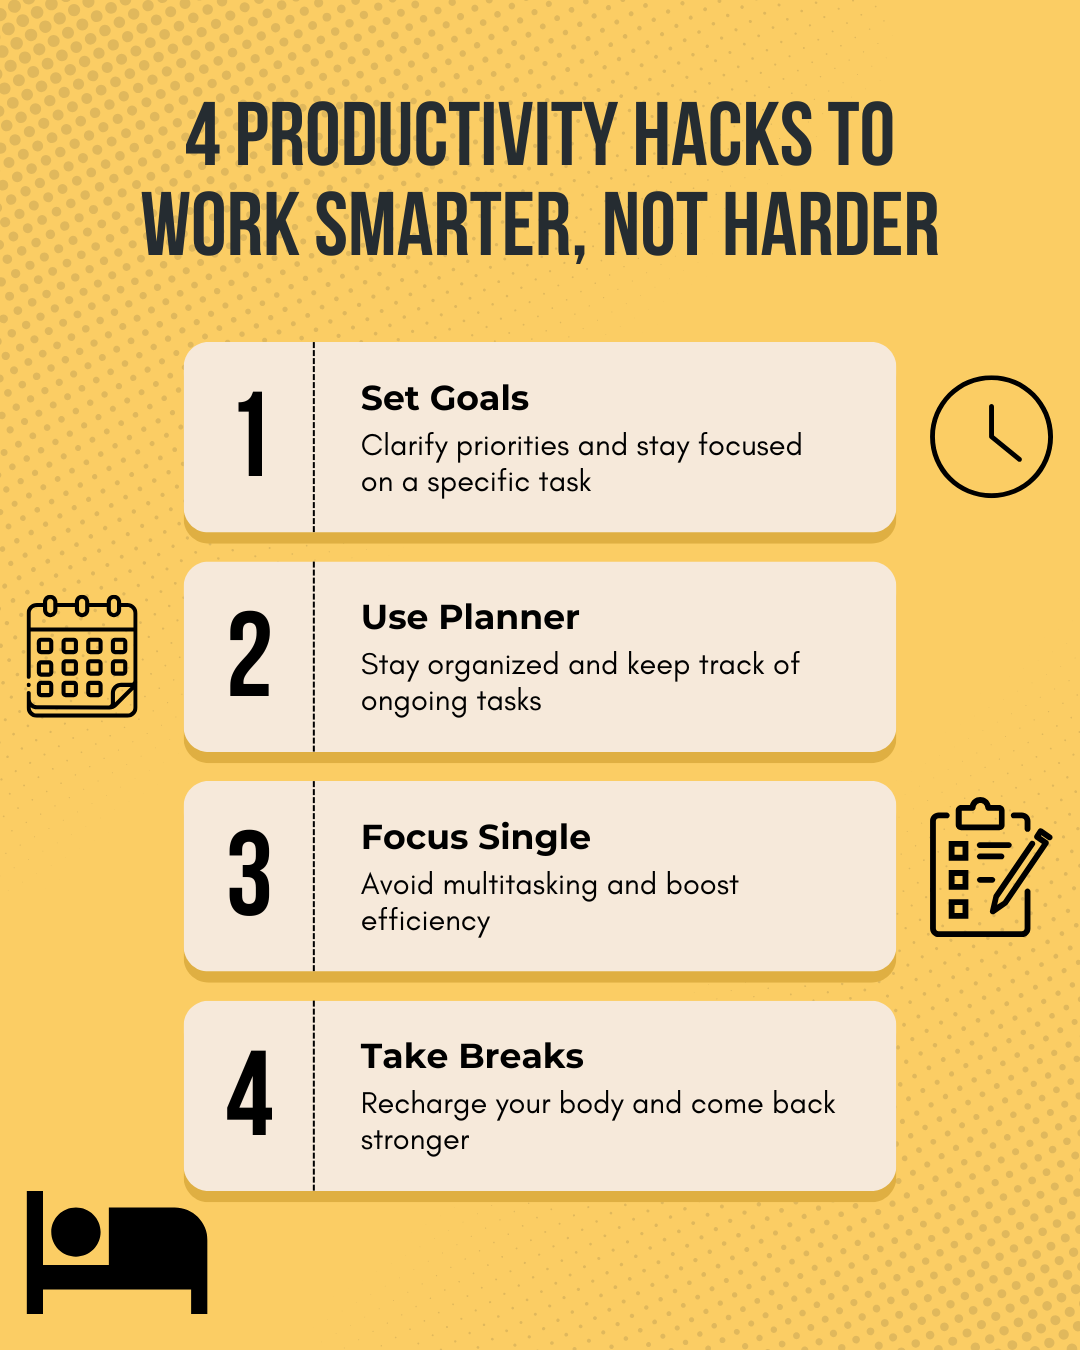 4 PRODUCTIVITY HACKS TO
WORK SMARTER, NOT HARDER
1
Set Goals
Clarify priorities and stay focused
on a specific task
2
Use Planner
Stay organized and keep track of
ongoing tasks
3
Focus Single
Avoid multitasking and boost
efficiency
4
Take Breaks
Recharge your body and come back
stronger